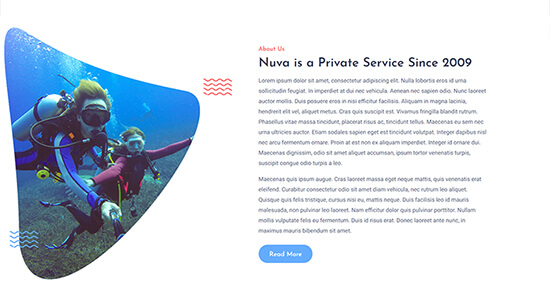 About Us
Nuva is a Private Service Since 2009
Lorem ipsum dolor sit amet, consectetur adipiscing elit. Nulla lobortis eros id urna
sollicitudin feugiat. In imperdiet at dui nec vehicula. Aenean nec sapien odio. Nunc laoreet
auctor mollis. Duis posuere eros in nisi efficitur facilisis. Aliquam in magna lacinia,
hendrerit elit vel, aliquet metus. Cras quis suscipit est. Vivamus fringilla blandit rutrum.
Phasellus vitae massa tincidunt, placerat risus ac, tincidunt tellus. Maecenas eu sem nec
urna ultricies auctor. Etiam sodales sapien eget est tincidunt volutpat. Integer dapibus nisl
nec arcu fermentum ornare. Proin at est non ex aliquam imperdiet. Integer id ornare dui.
Maecenas dignissim, odio sit amet aliquet accumsan, ipsum tortor venenatis turpis,
suscipit congue odio turpis a leo.
Maecenas quis ipsum augue. Cras laoreet massa eget neque mattis, quis venenatis erat
eleifend. Curabitur consectetur odio sit amet diam vehicula, nec rutrum leo aliquet.
Quisque quis felis tristique, cursus nisi eu, mattis neque. Duis facilisis leo id mauris
malesuada, non pulvinar leo laoreet. Nam efficitur dolor quis pulvinar porttitor. Nullam
mollis vulputate felis eu fermentum. Duis id risus erat. Donec laoreet ante nunc, in
maximus mauris bibendum sit amet.
Read More